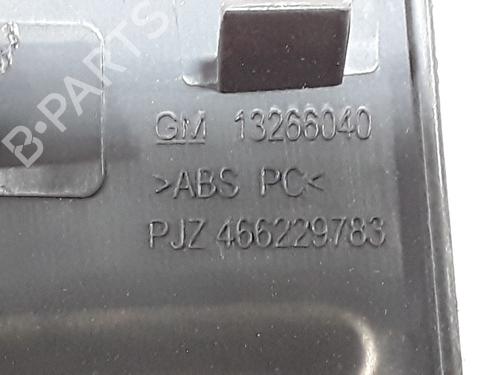 B-PARTS
GM 13266040
>ABS PC<
PJZ 466229783